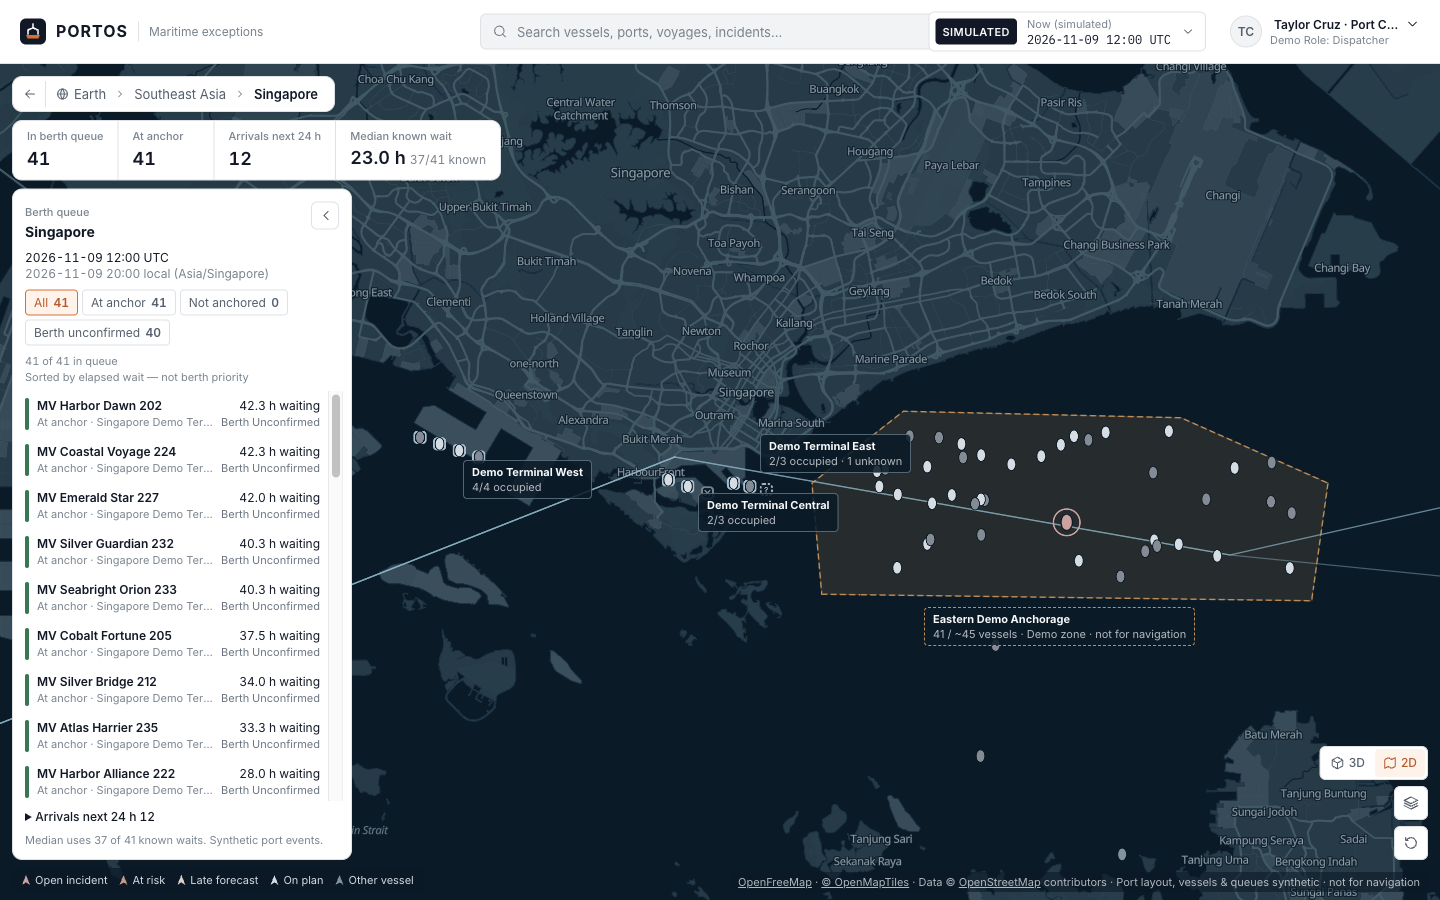 PORTOS
Maritime exceptions
Search vessels, ports, voyages, incidents...
SIMULATED
Now (simulated)
2026-11-09 12:00 UTC
TC
Taylor Cruz · Port C...
Demo Role: Dispatcher
Earth
Southeast Asia
Singapore
In berth queue
41
At anchor
41
Arrivals next 24 h
12
Median known wait
23.0 h 37/41 known
Berth queue
Singapore
2026-11-09 12:00 UTC
2026-11-09 20:00 local (Asia/Singapore)
All 41
At anchor 41
Not anchored 0
Berth unconfirmed 40
41 of 41 in queue
Sorted by elapsed wait — not berth priority
MV Harbor Dawn 202 42.3 h waiting
At anchor · Singapore Demo Ter... Berth Unconfirmed
MV Coastal Voyage 224 42.3 h waiting
At anchor · Singapore Demo Ter... Berth Unconfirmed
MV Emerald Star 227 42.0 h waiting
At anchor · Singapore Demo Ter... Berth Unconfirmed
MV Silver Guardian 232 40.3 h waiting
At anchor · Singapore Demo Ter... Berth Unconfirmed
MV Seabright Orion 233 40.3 h waiting
At anchor · Singapore Demo Ter... Berth Unconfirmed
MV Cobalt Fortune 205 37.5 h waiting
At anchor · Singapore Demo Ter... Berth Unconfirmed
MV Silver Bridge 212 34.0 h waiting
At anchor · Singapore Demo Ter... Berth Unconfirmed
MV Atlas Harrier 235 33.3 h waiting
At anchor · Singapore Demo Ter... Berth Unconfirmed
MV Harbor Alliance 222 28.0 h waiting
At anchor · Singapore Demo Ter... Berth Unconfirmed
Arrivals next 24 h 12
Median uses 37 of 41 known waits. Synthetic port events.
Open incident
At risk
Late forecast
On plan
Other vessel
Choa Chu Kang
Central Water
Catchment
Thomson
Buangkok
Pasir Ris
Changi Village
Hougang
Paya Lebar
Singapore
Bishan
Serangoon
Tampines
Changi
Upper Bukit Timah
Toa Payoh
Tai Seng
Changi Business Park
Bukit Timah
Novena
Whampoa
Bedok
Changi Bay
Clementi
Geylang
Bedok South
Tanah Merah
Holland Village
Tanglin
Newton
Kallang
Rochor
one-north
Museum
Marine Parade
Queenstown
Singapore
Alexandra
Outram
Marina South
Bukit Merah
HarbourFront
Demo Terminal East
2/3 occupied · 1 unknown
Demo Terminal West
4/4 occupied
Demo Terminal Central
2/3 occupied
Eastern Demo Anchorage
41 / ~45 vessels · Demo zone · not for navigation
Batu Merah
3D
2D
Tanjung Buntung
Sungai Jodoh
Tanjung Sari
Kampung Seraya
Sadai
Sekanak Raya
Tanjung Uma
Bengkong Indah
Sungai Panas
OpenFreeMap · © OpenMapTiles · Data © OpenStreetMap contributors · Port layout, vessels & queues synthetic · not for navigation